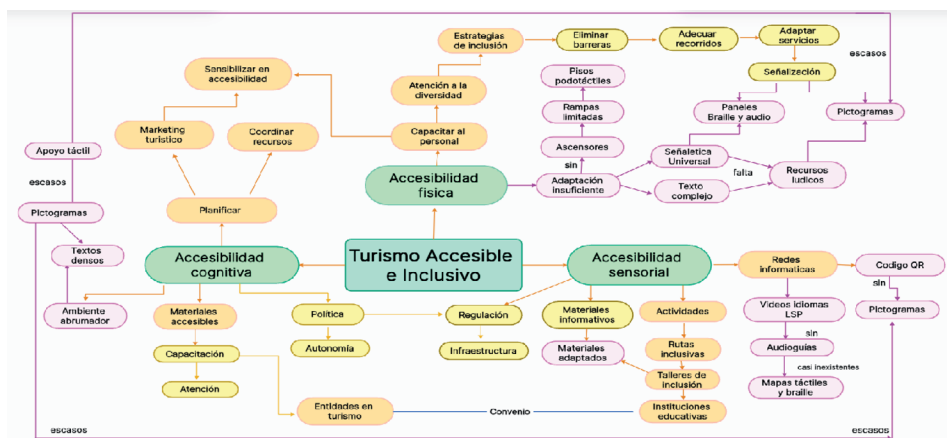 Estrategias
de inclusión
Eliminar
barreras
Adecuar
recorridos
Adaptar
servicios
escasos
Sensibilizar en
accesibilidad
Atención a la
diversidad
Pisos
podotáctiles
Señalización
Marketing
turístico
Coordinar
recursos
Capacitar al
personal
Rampas
limitadas
Paneles
Braille y audio
Pictogramas
Apoyo táctil
Ascensores
sin
Señaletica
Universal
falta
Recursos
ludicos
escasos
Accesibilidad
física
Adaptación
insuficiente
Texto
complejo
Pictogramas
Planificar
Textos
densos
Accesibilidad
cognitiva
Turismo Accesible
e Inclusivo
Accesibilidad
sensorial
Redes
informaticas
Codigo QR
sin
Ambiente
abrumador
Materiales
accesibles
Política
Regulación
Materiales
informativos
Actividades
Videos idiomas
LSP
Pictogramas
sin
Capacitación
Autonomía
Infraestructura
Materiales
adaptados
Rutas
inclusivas
Audioguías
casi inexistentes
Atención
Talleres de
inclusión
Mapas táctiles
y braille
Entidades en
turismo
Convenio
Instituciones
educativas
escasos
escasos